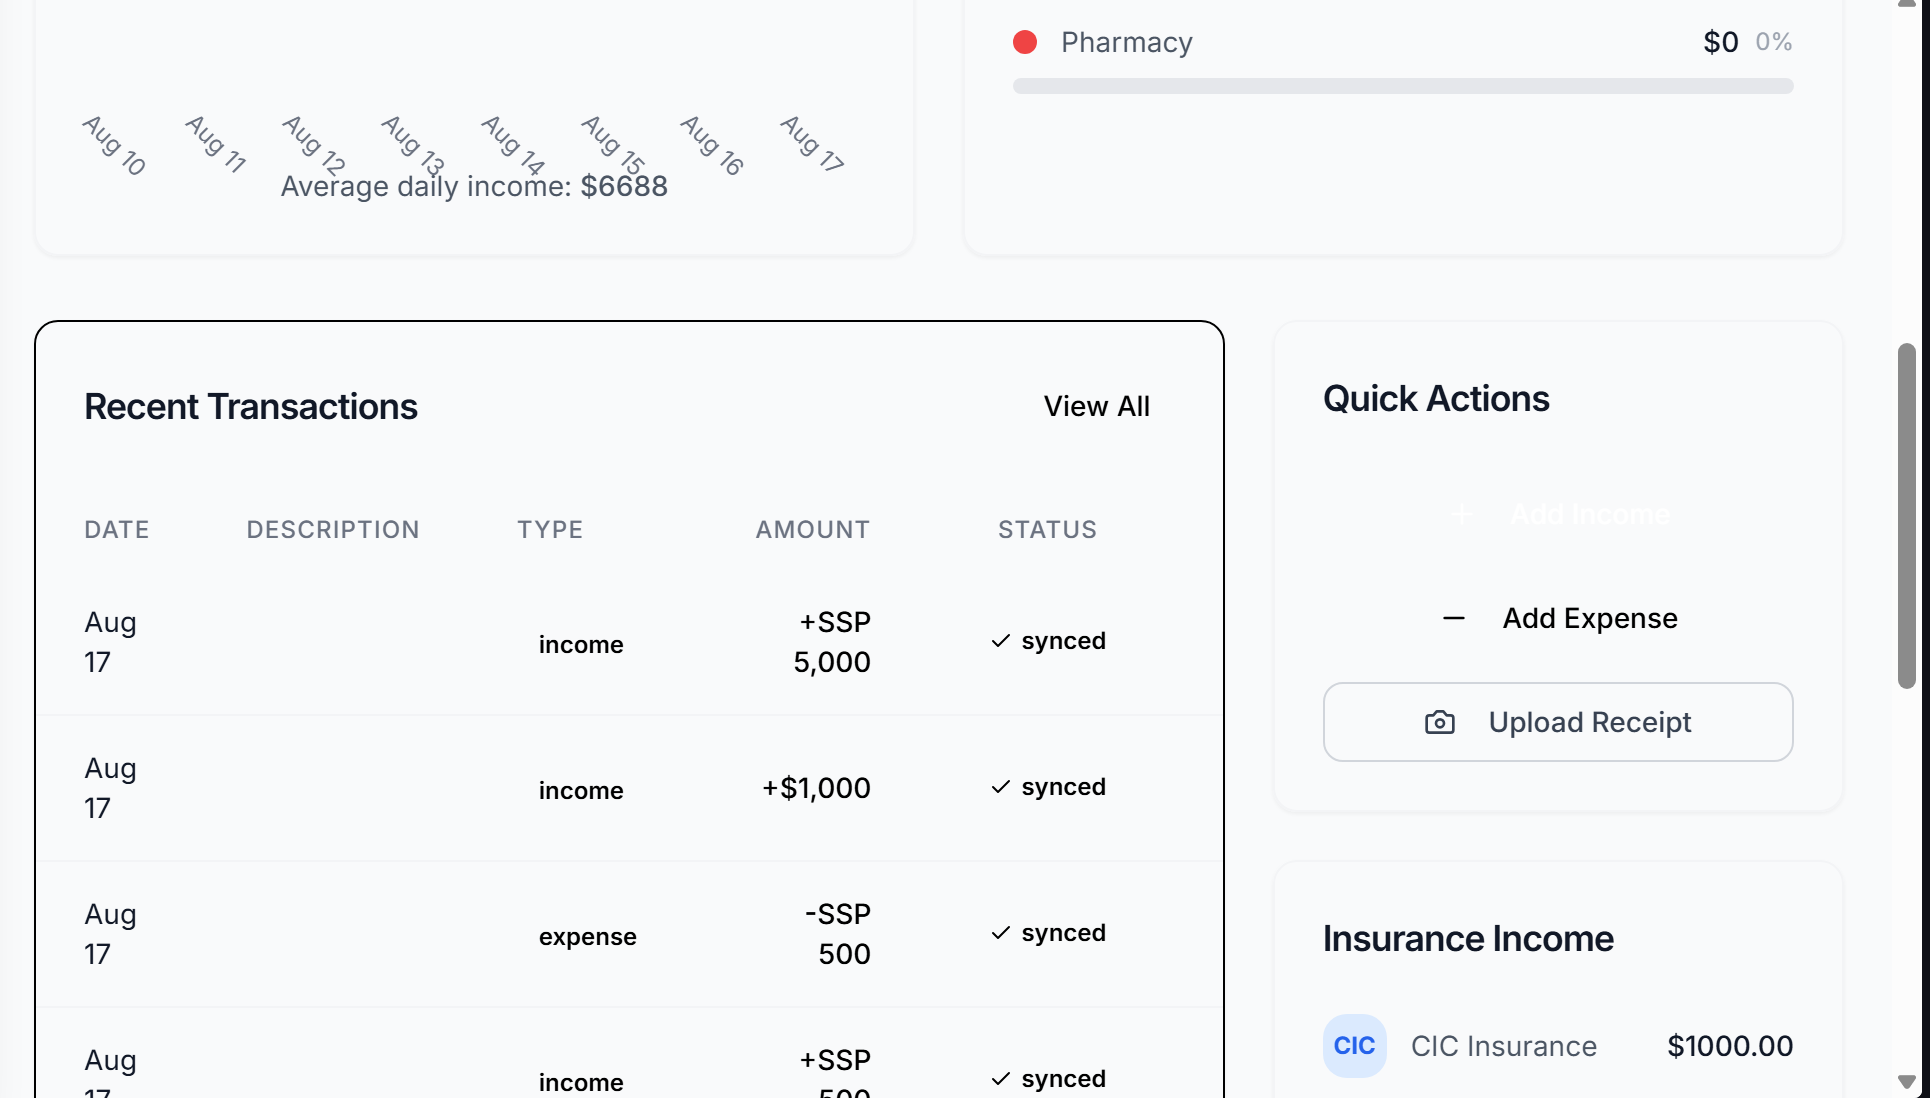 Pharmacy $0 0%
Aug 10 Aug 11 Aug 12 Aug 13 Aug 14 Aug 15 Aug 16 Aug 17
Average daily income: $6688
Recent Transactions View All
DATE DESCRIPTION TYPE AMOUNT STATUS
Aug 17 income +SSP 5,000 synced
Aug 17 income +$1,000 synced
Aug 17 expense -SSP 500 synced
Aug 17 income +SSP 500 synced
Quick Actions
+ Add Income
− Add Expense
Upload Receipt
Insurance Income
CIC CIC Insurance $1000.00